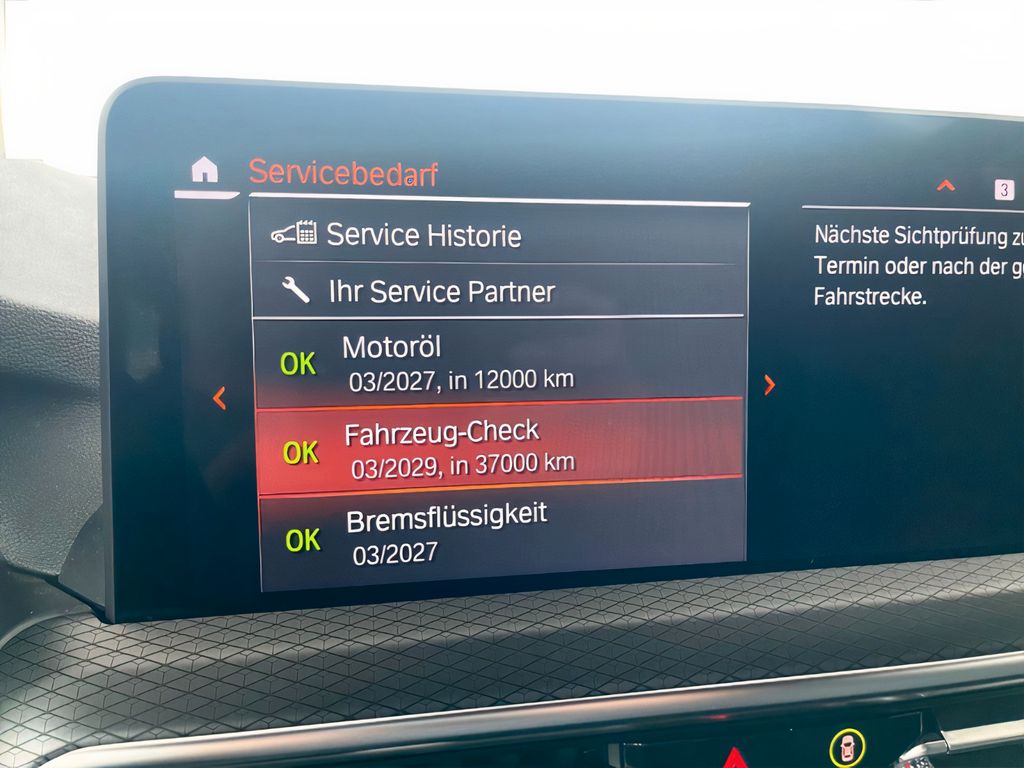 Servicebedarf
3
Service Historie
Ihr Service Partner
OK Motoröl
03/2027, in 12000 km
OK Fahrzeug-Check
03/2029, in 37000 km
OK Bremsflüssigkeit
03/2027
Nächste Sichtprüfung
Termin oder nach der
Fahrstrecke.